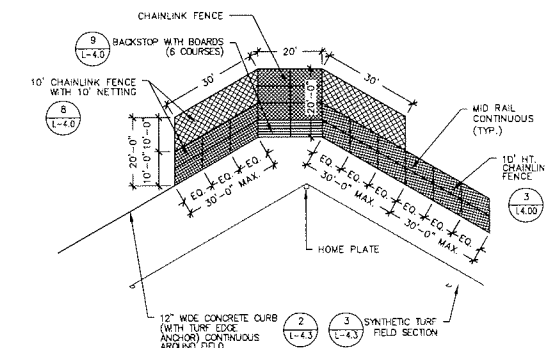 CHAINLINK FENCE
9
L-4.0
BACKSTOP WITH BOARDS
(6 COURSES)
20'
30'
30'
10' CHAINLINK FENCE
WITH 10' NETTING
8
L-4.0
20'-0"
MID RAIL
CONTINUOUS
(TYP.)
20'-0"
10'-0"
10'-0"
10' HT.
CHAINLINK
FENCE
3
L4.00
EQ.
EQ.
EQ.
30'-0" MAX.
EQ.
EQ.
EQ.
30'-0" MAX.
EQ.
EQ.
EQ.
30'-0" MAX.
HOME PLATE
12" WIDE CONCRETE CURB
(WITH TURF EDGE
ANCHOR) CONTINUOUS
AROUND FIELD
2
L-4.3
3
L-4.3
SYNTHETIC TURF
FIELD SECTION